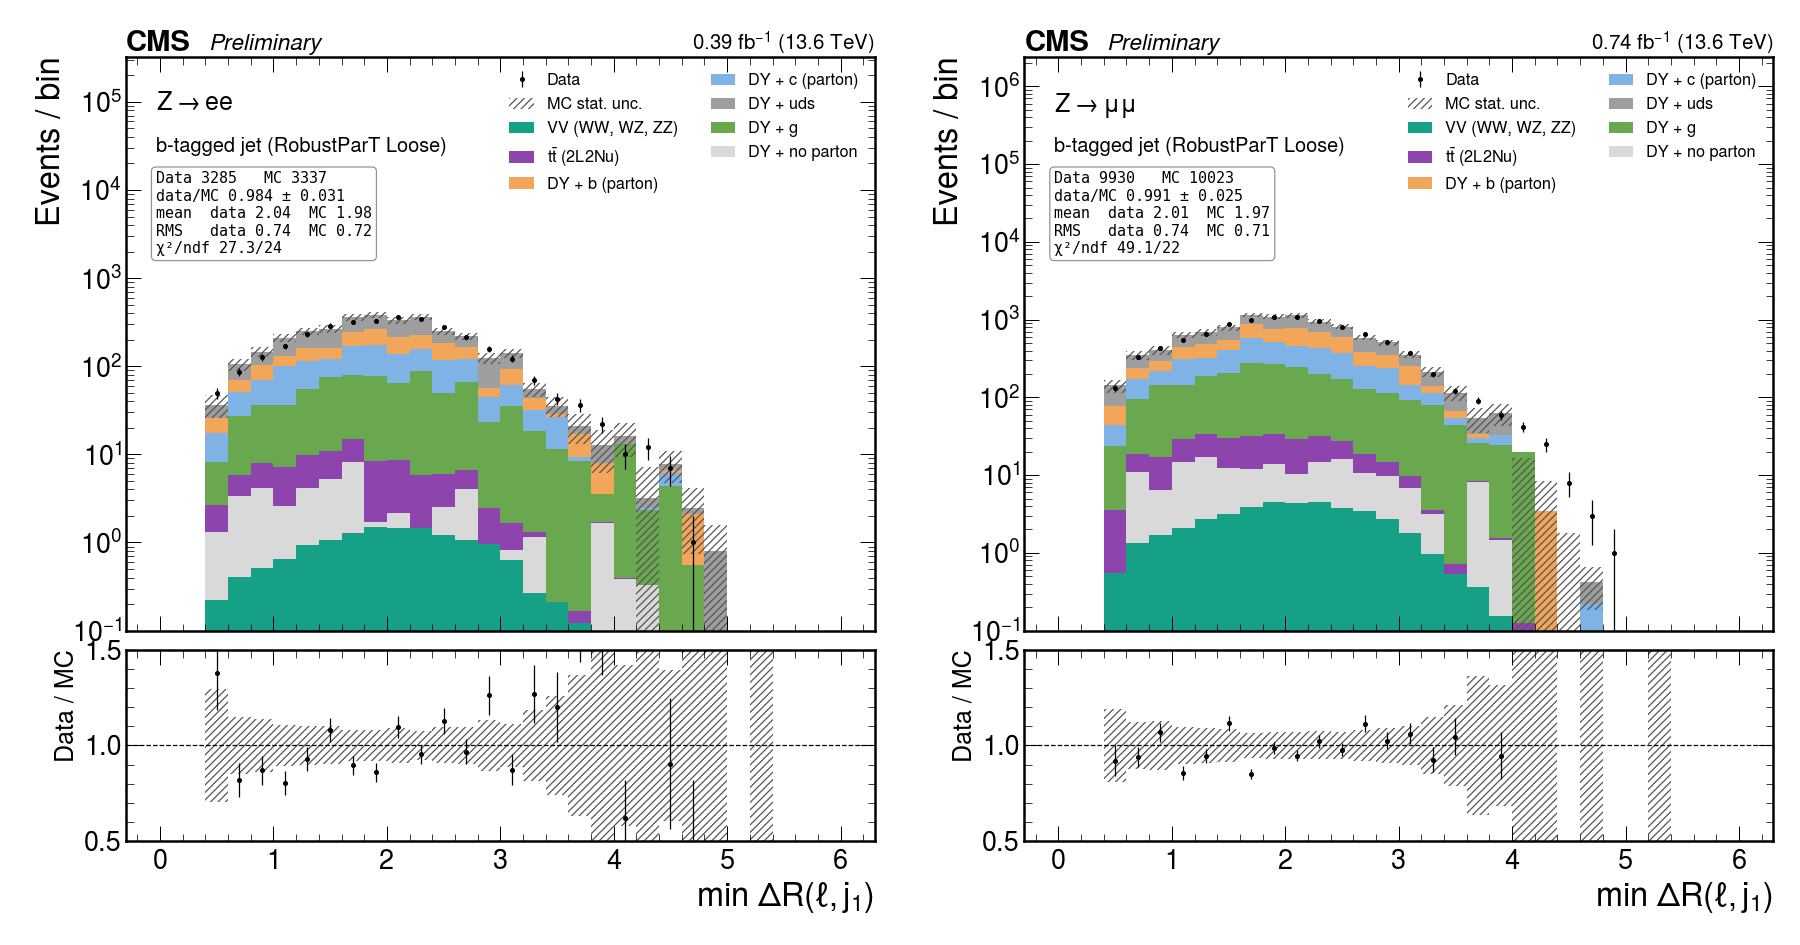 CMS Preliminary 0.39 fb⁻¹ (13.6 TeV)
Events / bin
Z → ee
b-tagged jet (RobustParT Loose)
Data 3285 MC 3337
data/MC 0.984 ± 0.031
mean data 2.04 MC 1.98
RMS data 0.74 MC 0.72
χ²/ndf 27.3/24
Data
MC stat. unc.
VV (WW, WZ, ZZ)
tt̄ (2L2Nu)
DY + b (parton)
DY + c (parton)
DY + uds
DY + g
DY + no parton
10⁵
10⁴
10³
10²
10¹
10⁰
10⁻¹
Data / MC
1.5
1.0
0.5
0 1 2 3 4 5 6
min ΔR(ℓ, j₁)
CMS Preliminary 0.74 fb⁻¹ (13.6 TeV)
Events / bin
Z → μμ
b-tagged jet (RobustParT Loose)
Data 9930 MC 10023
data/MC 0.991 ± 0.025
mean data 2.01 MC 1.97
RMS data 0.74 MC 0.71
χ²/ndf 49.1/22
Data
MC stat. unc.
VV (WW, WZ, ZZ)
tt̄ (2L2Nu)
DY + b (parton)
DY + c (parton)
DY + uds
DY + g
DY + no parton
10⁶
10⁵
10⁴
10³
10²
10¹
10⁰
10⁻¹
Data / MC
1.5
1.0
0.5
0 1 2 3 4 5 6
min ΔR(ℓ, j₁)